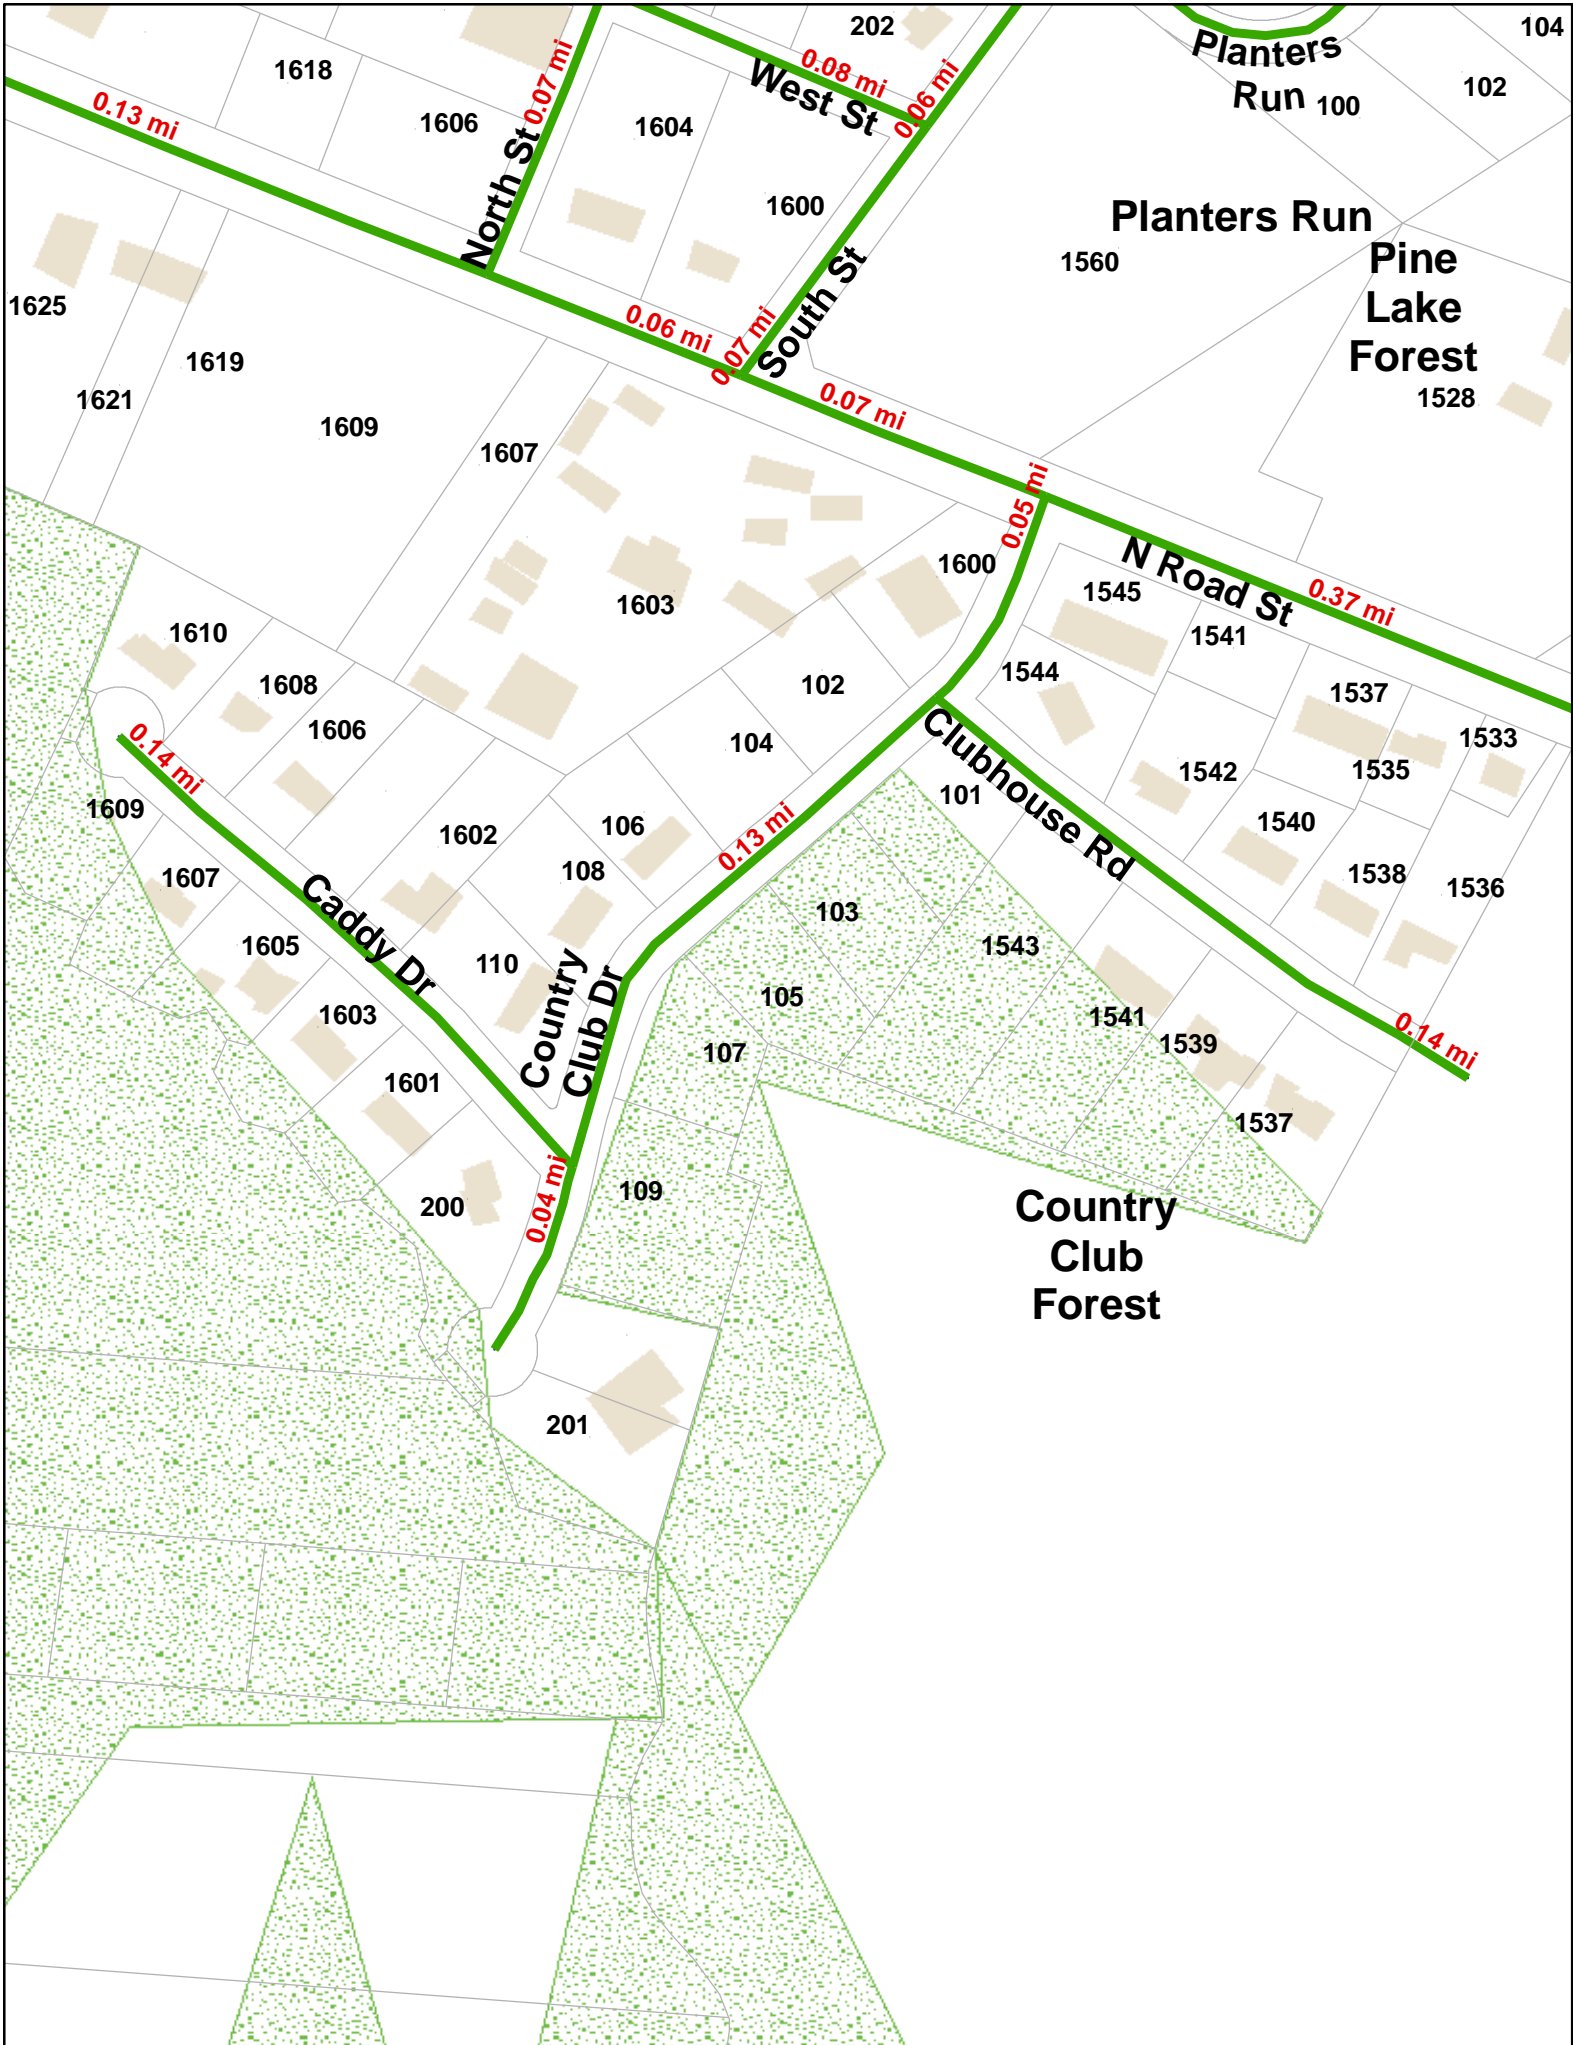 202
104
Planters
Run
100
102
1618
0.07 mi
0.08 mi
West St
0.06 mi
0.13 mi
1606
1604
North St
1600
Planters Run
1560
Pine
Lake
Forest
1528
1625
1619
1621
1609
0.06 mi
0.07 mi
South St
0.07 mi
1607
0.05 mi
1600
N Road St
0.37 mi
1603
1545
1541
1610
1544
1608
102
1537
1606
104
1533
0.14 mi
Clubhouse Rd
1542
1535
101
1609
1602
106
0.13 mi
1540
108
1607
1538
1536
Caddy Dr
103
1605
110
1543
Country
Club Dr
105
1603
1541
107
1539
0.14 mi
1601
1537
109
200
0.04 mi
Country
Club
Forest
201